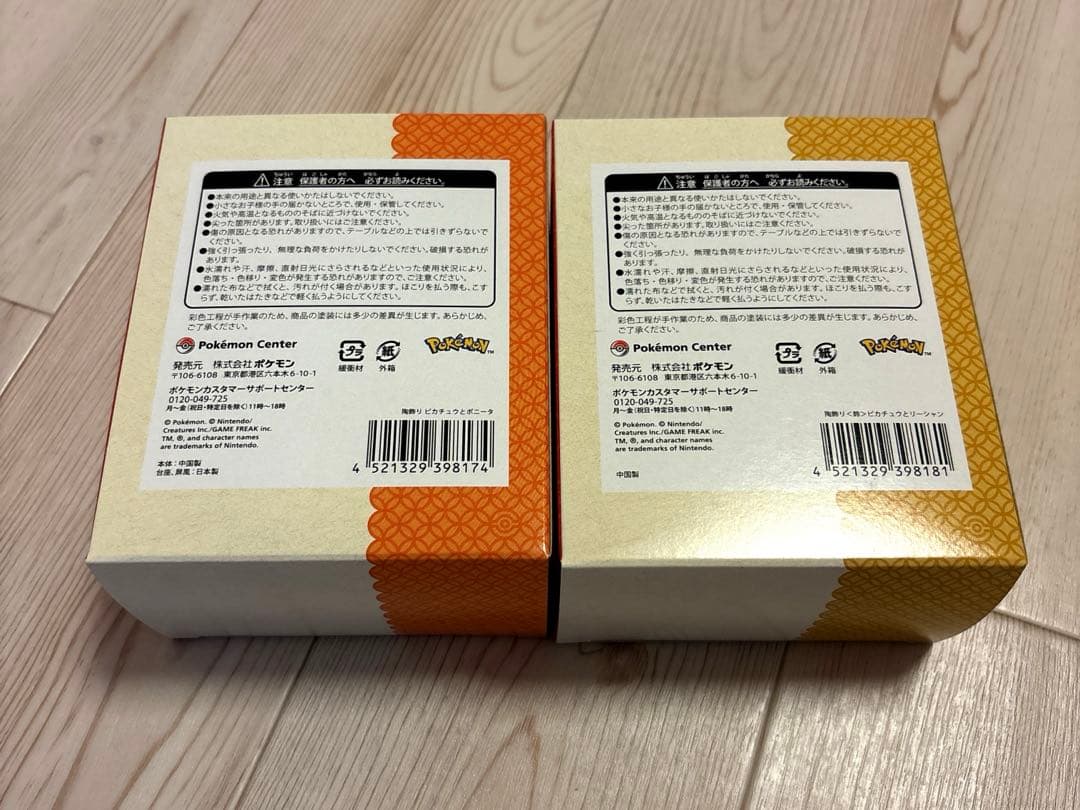 ちゅうい ほごしゃ かた かなら よ
注意 保護者の方へ 必ずお読みください。
●本来の用途と異なる使いかたはしないでください。
●小さなお子様の手の届かないところで、使用・保管してください。
●火気や高温となるもののそばに近づけないでください。
●尖った箇所があります。取り扱いにはご注意ください。
●傷の原因となる恐れがありますので、テーブルなどの上では引きずらないで
ください。
●強く引っ張ったり、無理な負荷をかけたりしないでください。破損する恐れが
あります。
●水濡れや汗、摩擦、直射日光にさらされるなどといった使用状況により、
色落ち・色移り・変色が発生する恐れがありますので、ご注意ください。
●濡れた布などで拭くと、汚れが付く場合があります。ほこりを払う際も、こす
らず、乾いたはたきなどで軽く払うようにしてください。
彩色工程が手作業のため、商品の塗装には多少の差異が生じます。あらかじめ、
ご了承ください。
Pokémon Center
発売元 株式会社ポケモン
〒106-6108 東京都港区六本木6-10-1
プラ
緩衝材
紙
外箱
POKéMON TM
ポケモンカスタマーサポートセンター
0120-049-725
月～金(祝日・特定日を除く)11時～18時
© Pokémon. © Nintendo/
Creatures Inc./GAME FREAK inc.
TM, ®, and character names
are trademarks of Nintendo.
本体：中国製
台座、屏風：日本製
陶飾り ピカチュウとポニータ
4 521329 398174
ちゅうい ほごしゃ かた かなら よ
注意 保護者の方へ 必ずお読みください。
●本来の用途と異なる使いかたはしないでください。
●小さなお子様の手の届かないところで、使用・保管してください。
●火気や高温となるもののそばに近づけないでください。
●尖った箇所があります。取り扱いにはご注意ください。
●傷の原因となる恐れがありますので、テーブルなどの上では引きずらないで
ください。
●強く引っ張ったり、無理な負荷をかけたりしないでください。破損する恐れが
あります。
●水濡れや汗、摩擦、直射日光にさらされるなどといった使用状況により、
色落ち・色移り・変色が発生する恐れがありますので、ご注意ください。
●濡れた布などで拭くと、汚れが付く場合があります。ほこりを払う際も、こす
らず、乾いたはたきなどで軽く払うようにしてください。
彩色工程が手作業のため、商品の塗装には多少の差異が生じます。あらかじめ、
ご了承ください。
Pokémon Center
発売元 株式会社ポケモン
〒106-6108 東京都港区六本木6-10-1
プラ
緩衝材
紙
外箱
POKéMON TM
ポケモンカスタマーサポートセンター
0120-049-725
月～金(祝日・特定日を除く)11時～18時
© Pokémon. © Nintendo/
Creatures Inc./GAME FREAK inc.
TM, ®, and character names
are trademarks of Nintendo.
中国製
陶飾り＜鈴＞ピカチュウとリーシャン
4 521329 398181